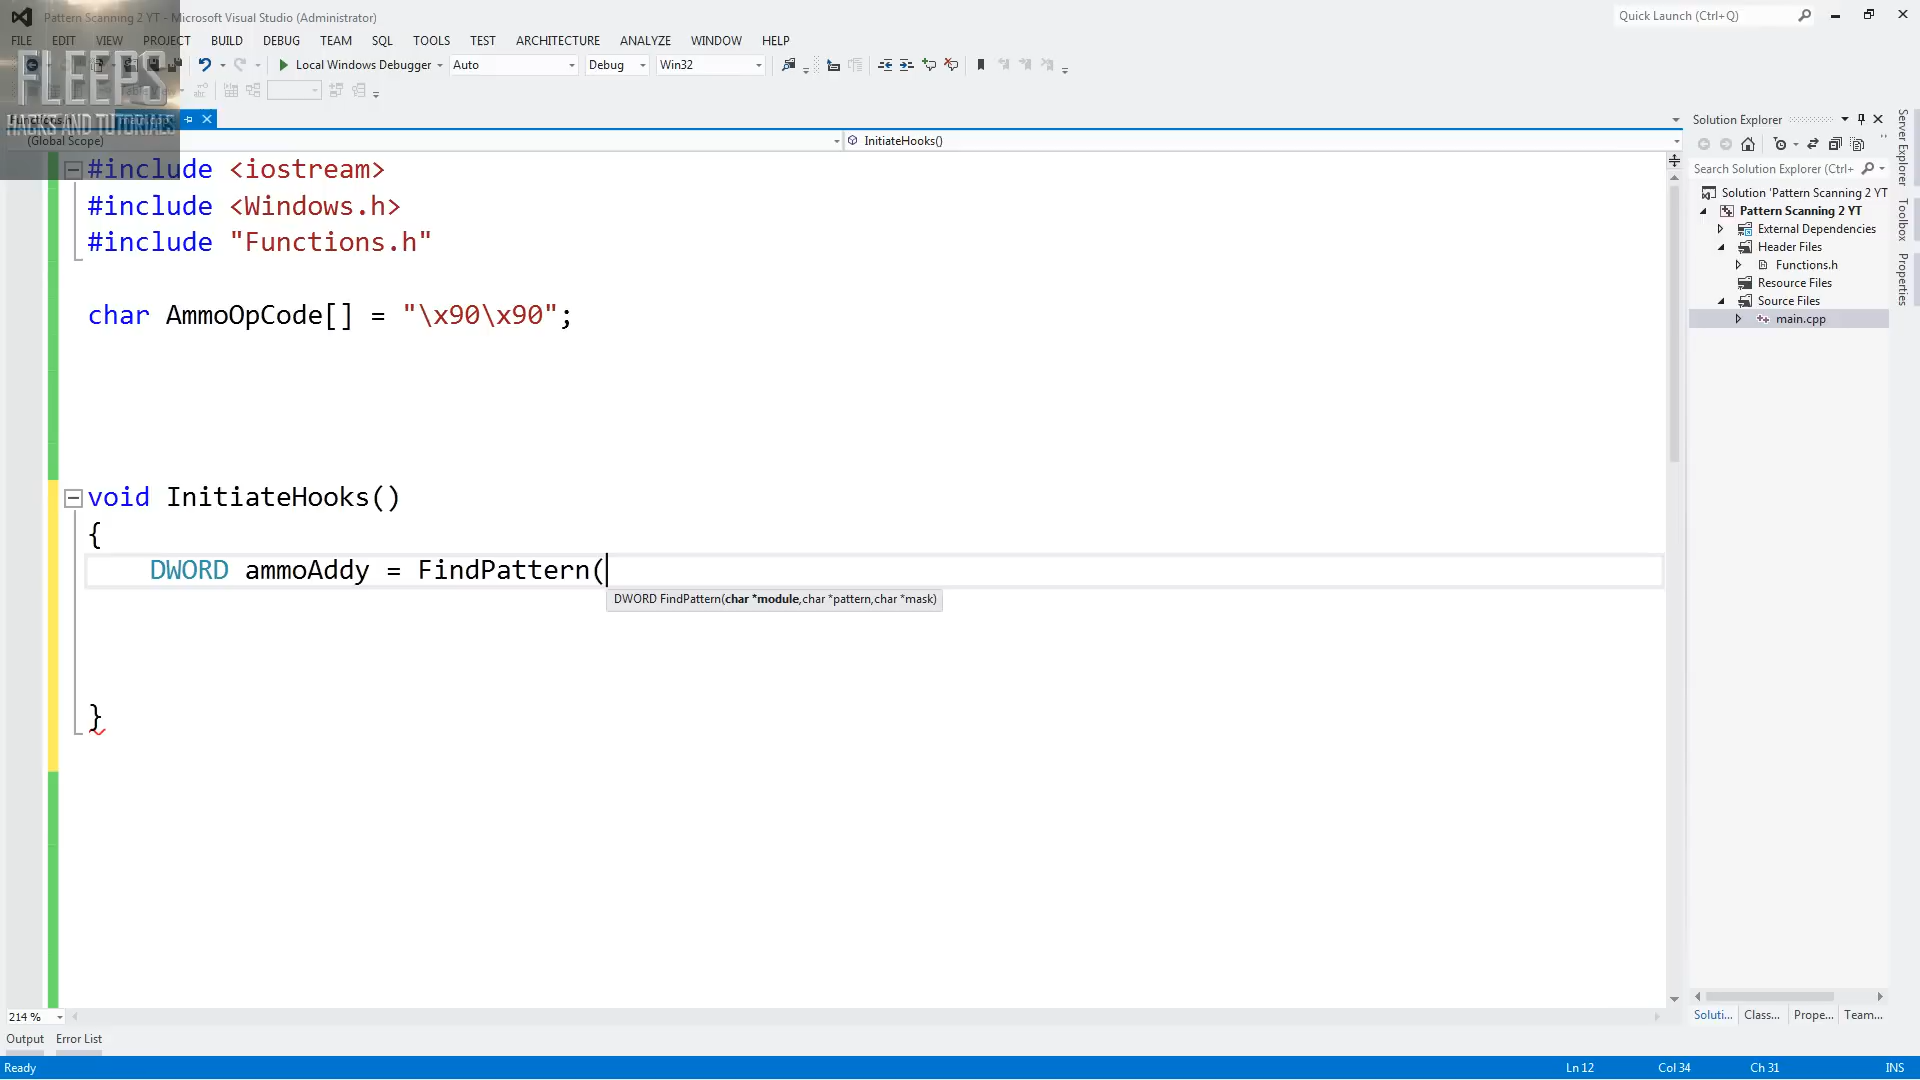 Pattern Scanning 2 YT - Microsoft Visual Studio (Administrator)
Quick Launch (Ctrl+Q)
FILE EDIT VIEW PROJECT BUILD DEBUG TEAM SQL TOOLS TEST ARCHITECTURE ANALYZE WINDOW HELP
Local Windows Debugger Auto Debug Win32
FLEEPS
HACKS AND TUTORIALS
Functions.h main.cpp
(Global Scope) InitiateHooks()
#include <iostream>
#include <Windows.h>
#include "Functions.h"
char AmmoOpCode[] = "\x90\x90";
void InitiateHooks()
{
DWORD ammoAddy = FindPattern(
DWORD FindPattern(char *module,char *pattern,char *mask)
}
214 %
Solution Explorer
Search Solution Explorer (Ctrl+
Solution 'Pattern Scanning 2 YT
Pattern Scanning 2 YT
External Dependencies
Header Files
Functions.h
Resource Files
Source Files
main.cpp
Soluti... Class... Prope... Team...
Server Explorer
Toolbox
Properties
Output Error List
Ready Ln 12 Col 34 Ch 31 INS